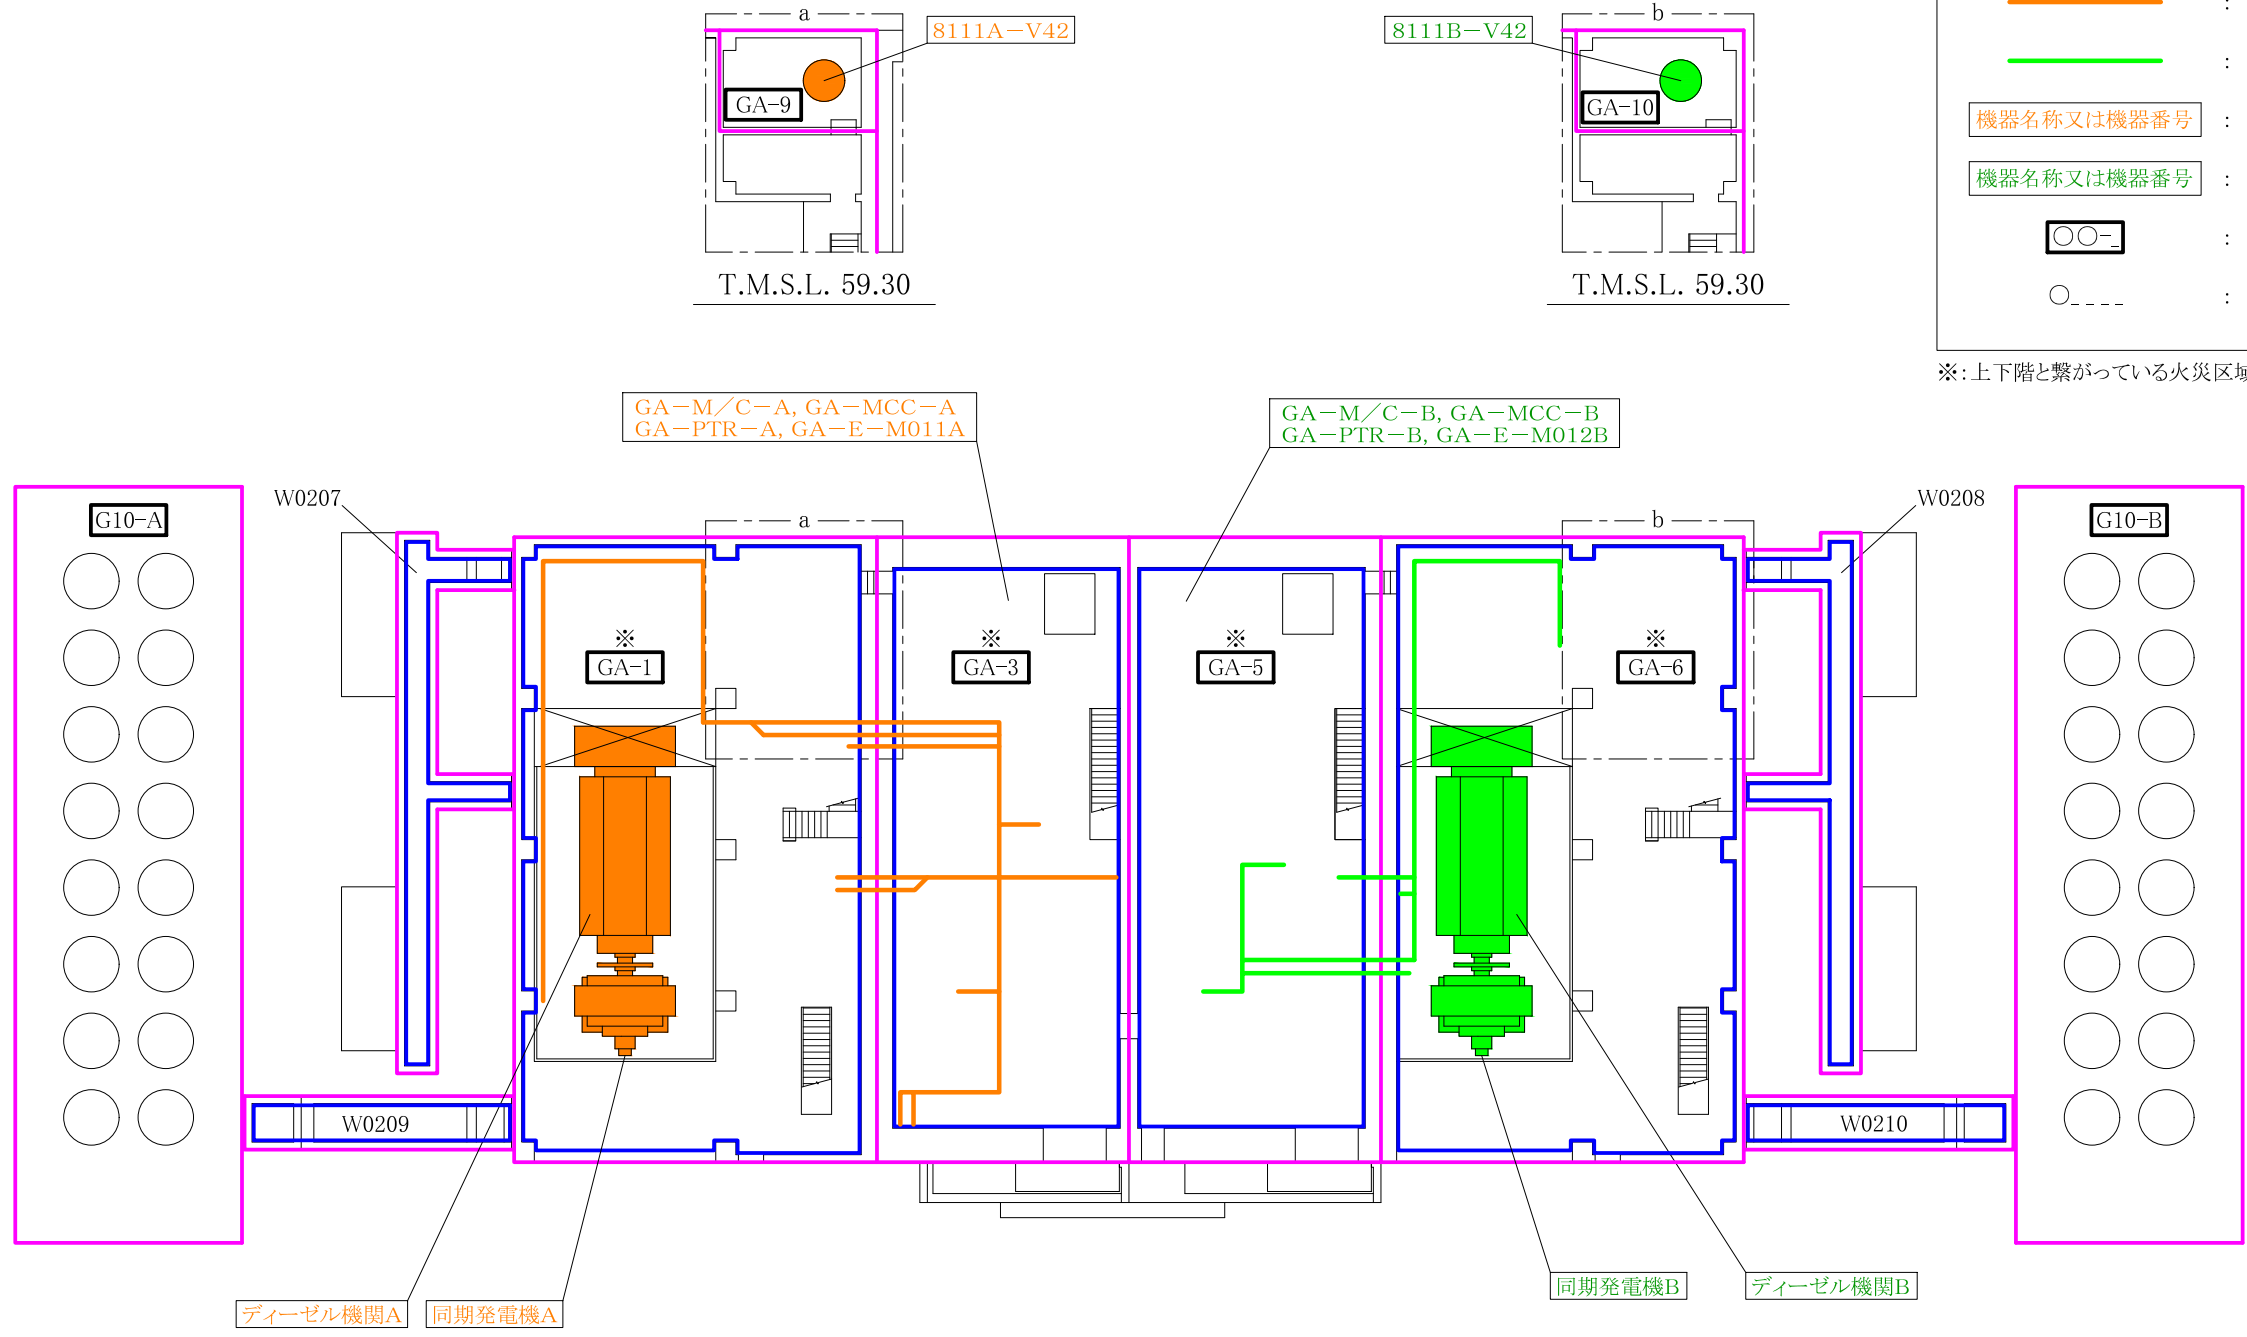 a
8111A−V42
GA−9
T.M.S.L. 59.30
b
8111B−V42
GA−10
T.M.S.L. 59.30
:
:
機器名称又は機器番号 :
機器名称又は機器番号 :
○○−_ :
○_ _ _ _ :
※:上下階と繋がっている火災区域
GA−M/C−A, GA−MCC−A
GA−PTR−A, GA−E−M011A
GA−M/C−B, GA−MCC−B
GA−PTR−B, GA−E−M012B
G10−A
W0207
a
b
W0208
G10−B
※
GA−1
※
GA−3
※
GA−5
※
GA−6
W0209
W0210
ディーゼル機関A
同期発電機A
同期発電機B
ディーゼル機関B